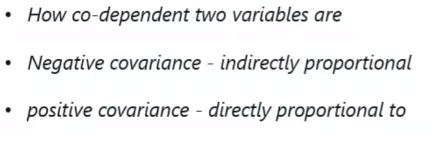 • How co-dependent two variables are
• Negative covariance - indirectly proportional
• positive covariance - directly proportional to